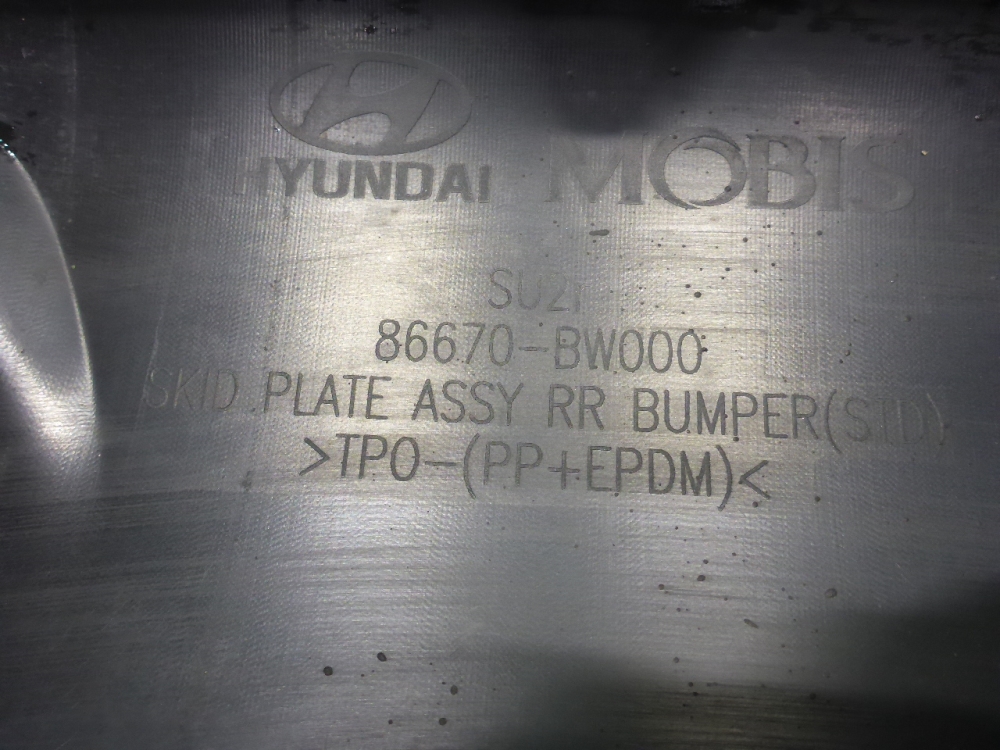 HYUNDAI MOBIS
SU2i
86670-BW000
SKID PLATE ASSY RR BUMPER(STD)
>TPO-(PP+EPDM)<